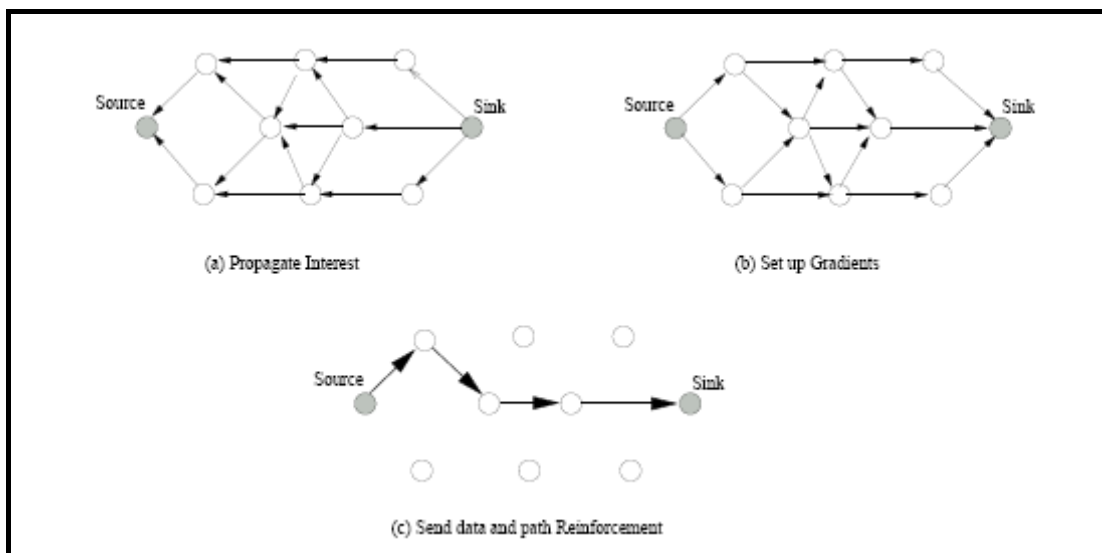 Source
Sink
(a) Propagate Interest
Source
Sink
(b) Set up Gradients
Source
Sink
(c) Send data and path Reinforcement